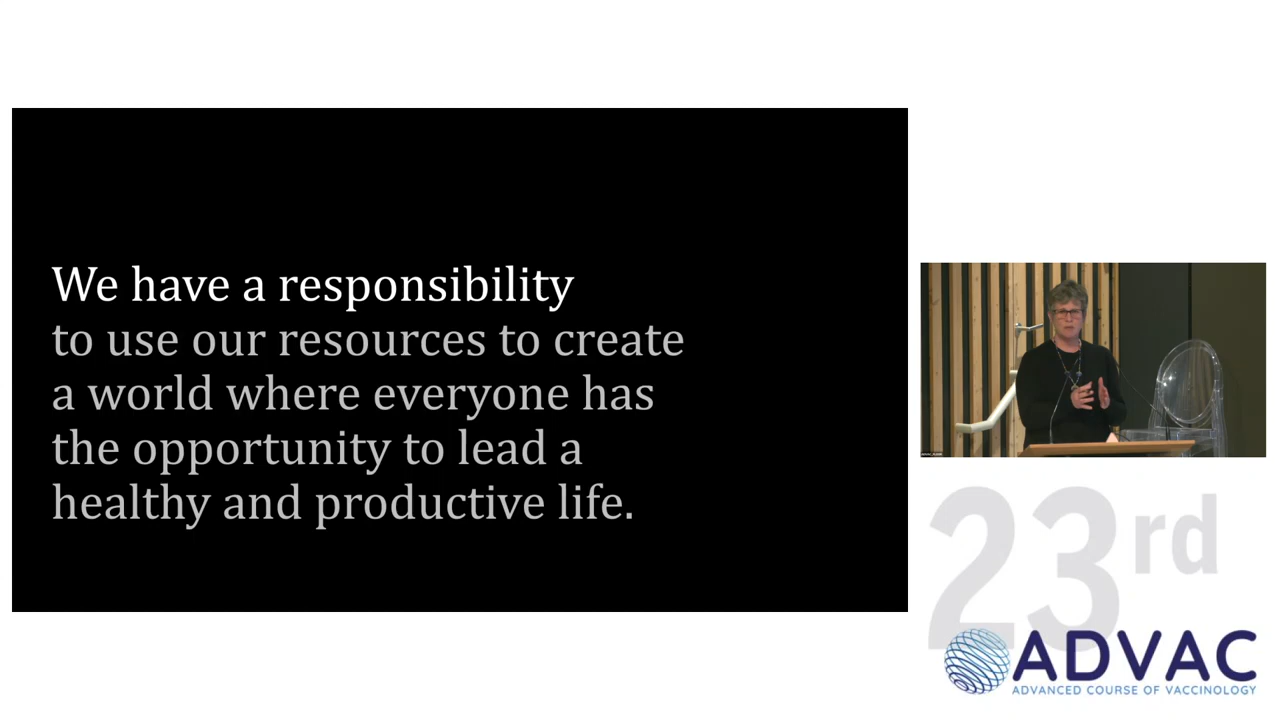 We have a responsibility
to use our resources to create
a world where everyone has
the opportunity to lead a
healthy and productive life.
23rd
ADVAC
ADVANCED COURSE OF VACCINOLOGY